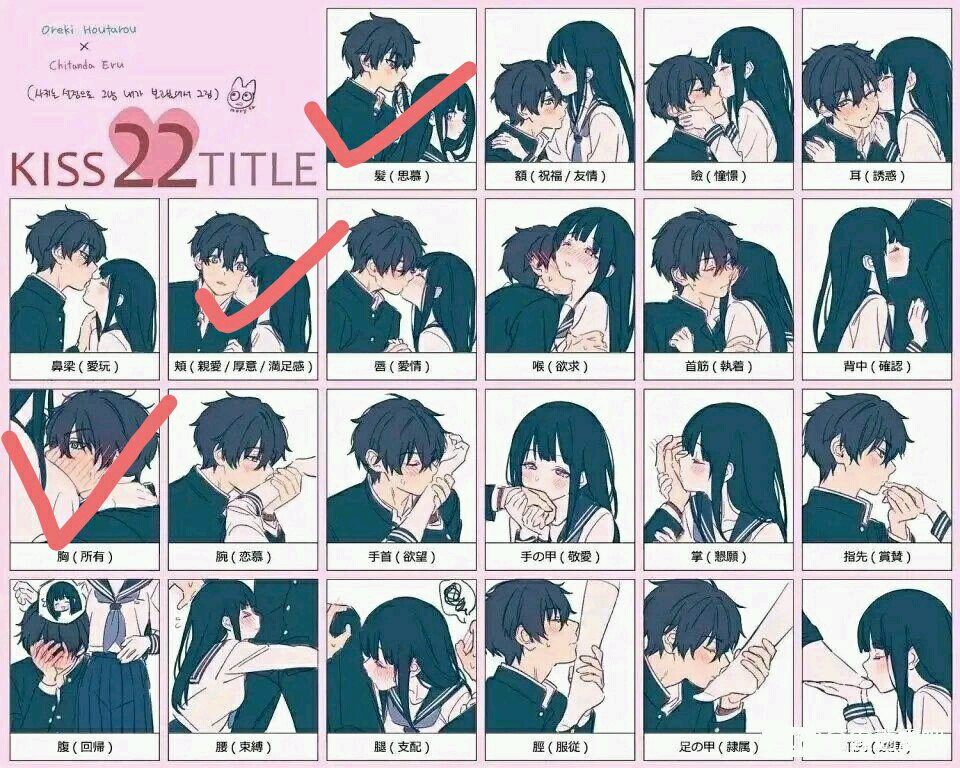 Oreki Houtarou
×
Chitanda Eru
KISS 22 TITLE
髪 ( 思慕 )
額 ( 祝福 / 友情 )
瞼 ( 憧憬 )
耳 ( 誘惑 )
鼻梁 ( 愛玩 )
頬 ( 親愛 / 厚意 / 満足感 )
唇 ( 愛情 )
喉 ( 欲求 )
首筋 ( 執着 )
背中 ( 確認 )
胸 ( 所有 )
腕 ( 恋慕 )
手首 ( 欲望 )
手の甲 ( 敬愛 )
掌 ( 懇願 )
指先 ( 賞賛 )
腹 ( 回帰 )
腰 ( 束縛 )
腿 ( 支配 )
脛 ( 服従 )
足の甲 ( 隷属 )